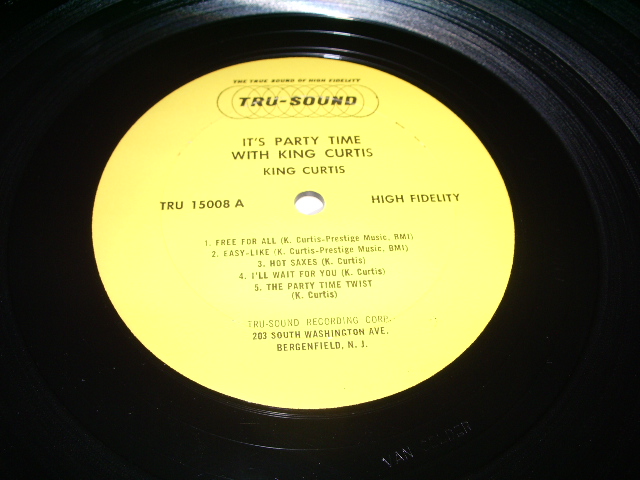 THE TRUE SOUND OF HIGH FIDELITY
TRU-SOUND
IT'S PARTY TIME
WITH KING CURTIS
KING CURTIS
TRU 15008 A
HIGH FIDELITY
1. FREE FOR ALL (K. Curtis-Prestige Music, BMI)
2. EASY-LIKE (K. Curtis-Prestige Music, BMI)
3. HOT SAXES (K. Curtis)
4. I'LL WAIT FOR YOU (K. Curtis)
5. THE PARTY TIME TWIST
(K. Curtis)
TRU-SOUND RECORDING CORP.
203 SOUTH WASHINGTON AVE.
BERGENFIELD, N. J.
VAN GELDER